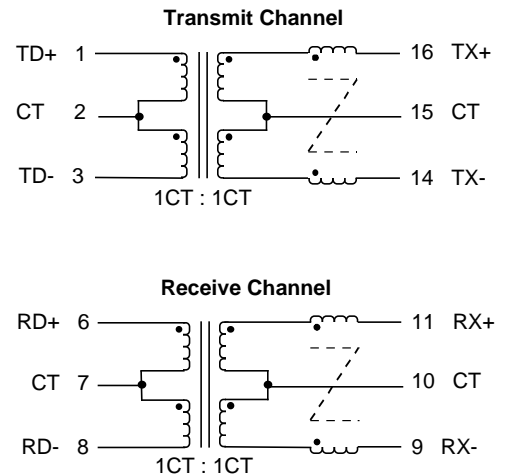 Transmit Channel
TD+ 1 16 TX+
CT 2 15 CT
TD- 3 14 TX-
1CT : 1CT
Receive Channel
RD+ 6 11 RX+
CT 7 10 CT
RD- 8 9 RX-
1CT : 1CT